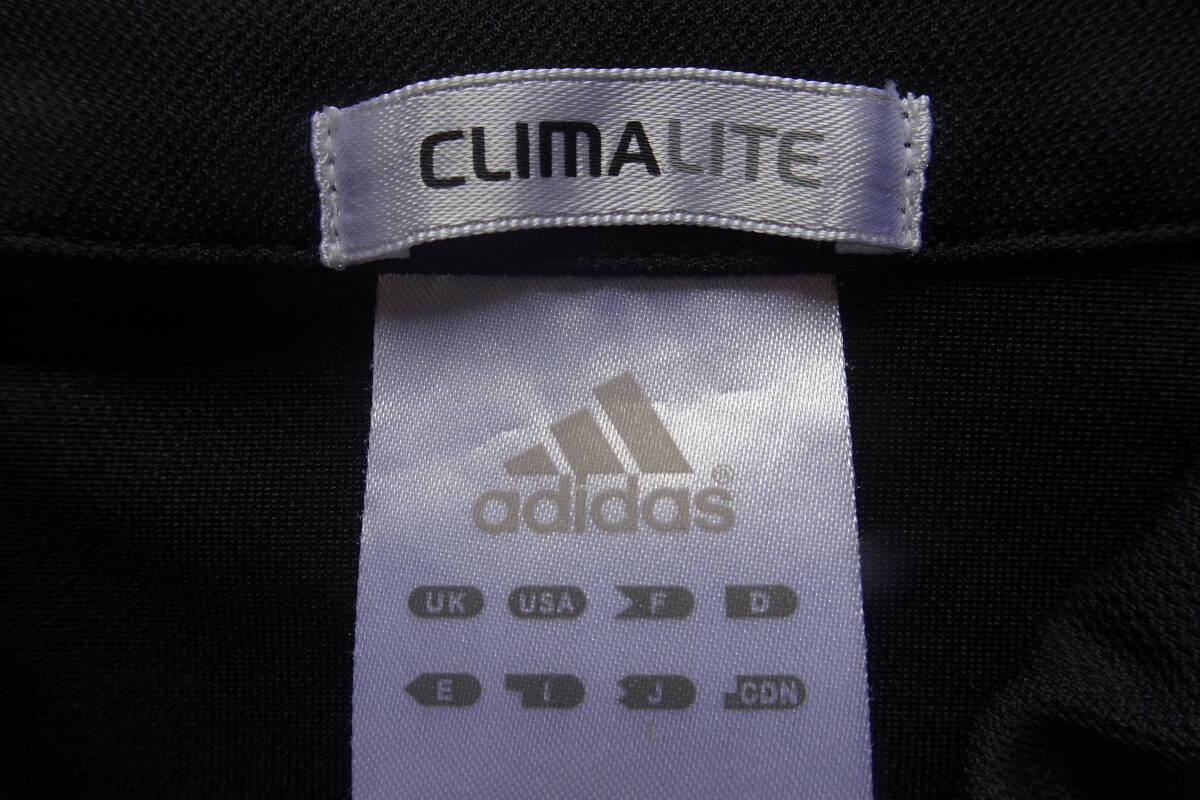 CLIMALITE
adidas®
UK USA F D
E I J CDN
L